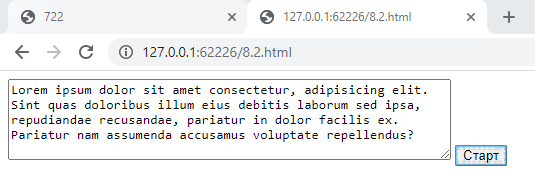 722
127.0.0.1:62226/8.2.html
127.0.0.1:62226/8.2.html
Lorem ipsum dolor sit amet consectetur, adipisicing elit.
Sint quas doloribus illum eius debitis laborum sed ipsa,
repudiandae recusandae, pariatur in dolor facilis ex.
Pariatur nam assumenda accusamus voluptate repellendus?
Старт